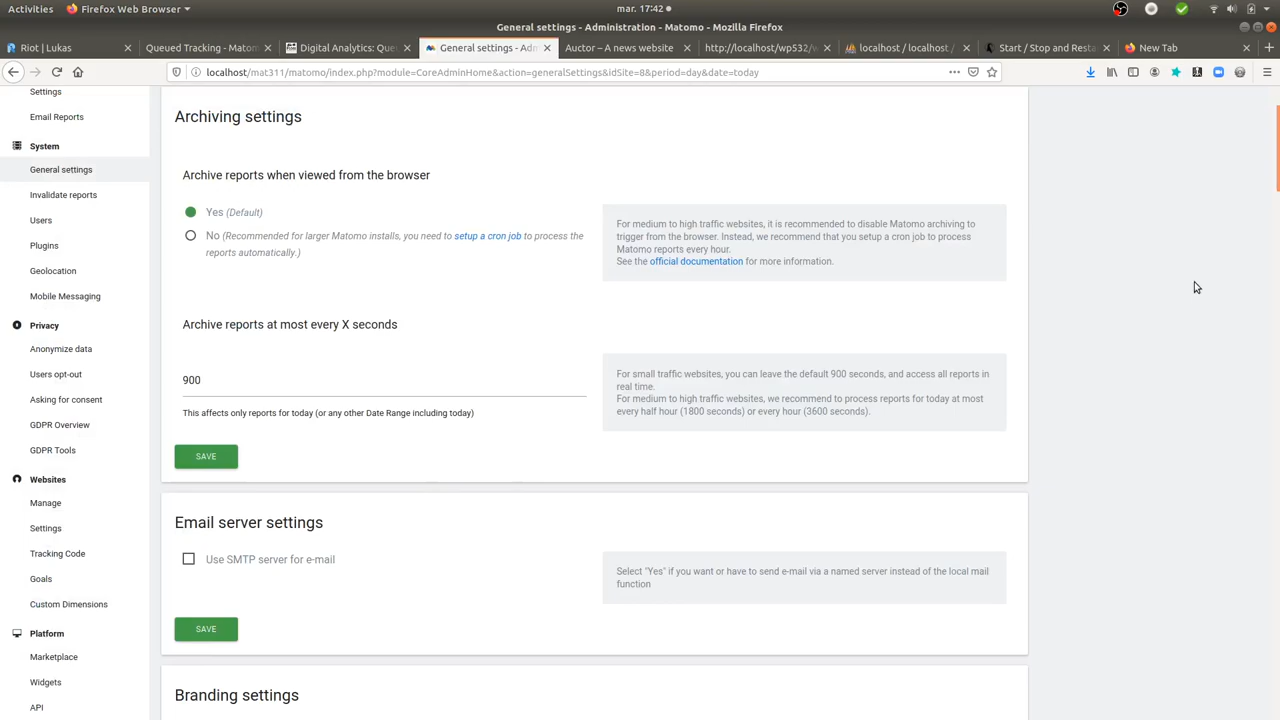 Activities
Firefox Web Browser
mar. 17:42
General settings - Administration - Matomo - Mozilla Firefox
Riot | Lukas
Queued Tracking - Matom
Digital Analytics: Que
General settings - Adm
Auctor – A news website
http://localhost/wp532/w
localhost / localhost
Start / Stop and Resta
New Tab
localhost/mat311/matomo/index.php?module=CoreAdminHome&action=generalSettings&idSite=8&period=day&date=today
Settings
Email Reports
System
General settings
Invalidate reports
Users
Plugins
Geolocation
Mobile Messaging
Privacy
Anonymize data
Users opt-out
Asking for consent
GDPR Overview
GDPR Tools
Websites
Manage
Settings
Tracking Code
Goals
Custom Dimensions
Platform
Marketplace
Widgets
API
Archiving settings
Archive reports when viewed from the browser
Yes (Default)
No (Recommended for larger Matomo installs, you need to setup a cron job to process the
reports automatically.)
For medium to high traffic websites, it is recommended to disable Matomo archiving to
trigger from the browser. Instead, we recommend that you setup a cron job to process
Matomo reports every hour.
See the official documentation for more information.
Archive reports at most every X seconds
900
This affects only reports for today (or any other Date Range including today)
For small traffic websites, you can leave the default 900 seconds, and access all reports in
real time.
For medium to high traffic websites, we recommend to process reports for today at most
every half hour (1800 seconds) or every hour (3600 seconds).
SAVE
Email server settings
Use SMTP server for e-mail
Select "Yes" if you want or have to send e-mail via a named server instead of the local mail
function
SAVE
Branding settings